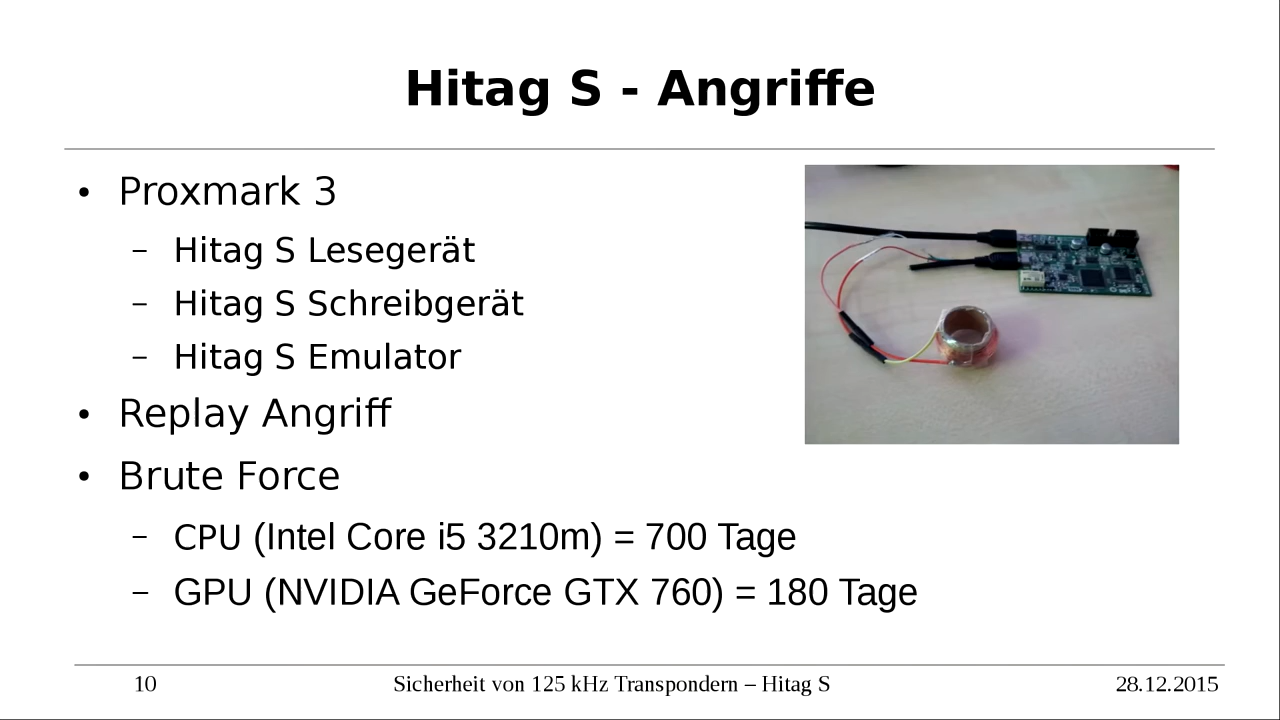 Hitag S - Angriffe
• Proxmark 3
– Hitag S Lesegerät
– Hitag S Schreibgerät
– Hitag S Emulator
• Replay Angriff
• Brute Force
– CPU (Intel Core i5 3210m) = 700 Tage
– GPU (NVIDIA GeForce GTX 760) = 180 Tage
10 Sicherheit von 125 kHz Transpondern – Hitag S 28.12.2015